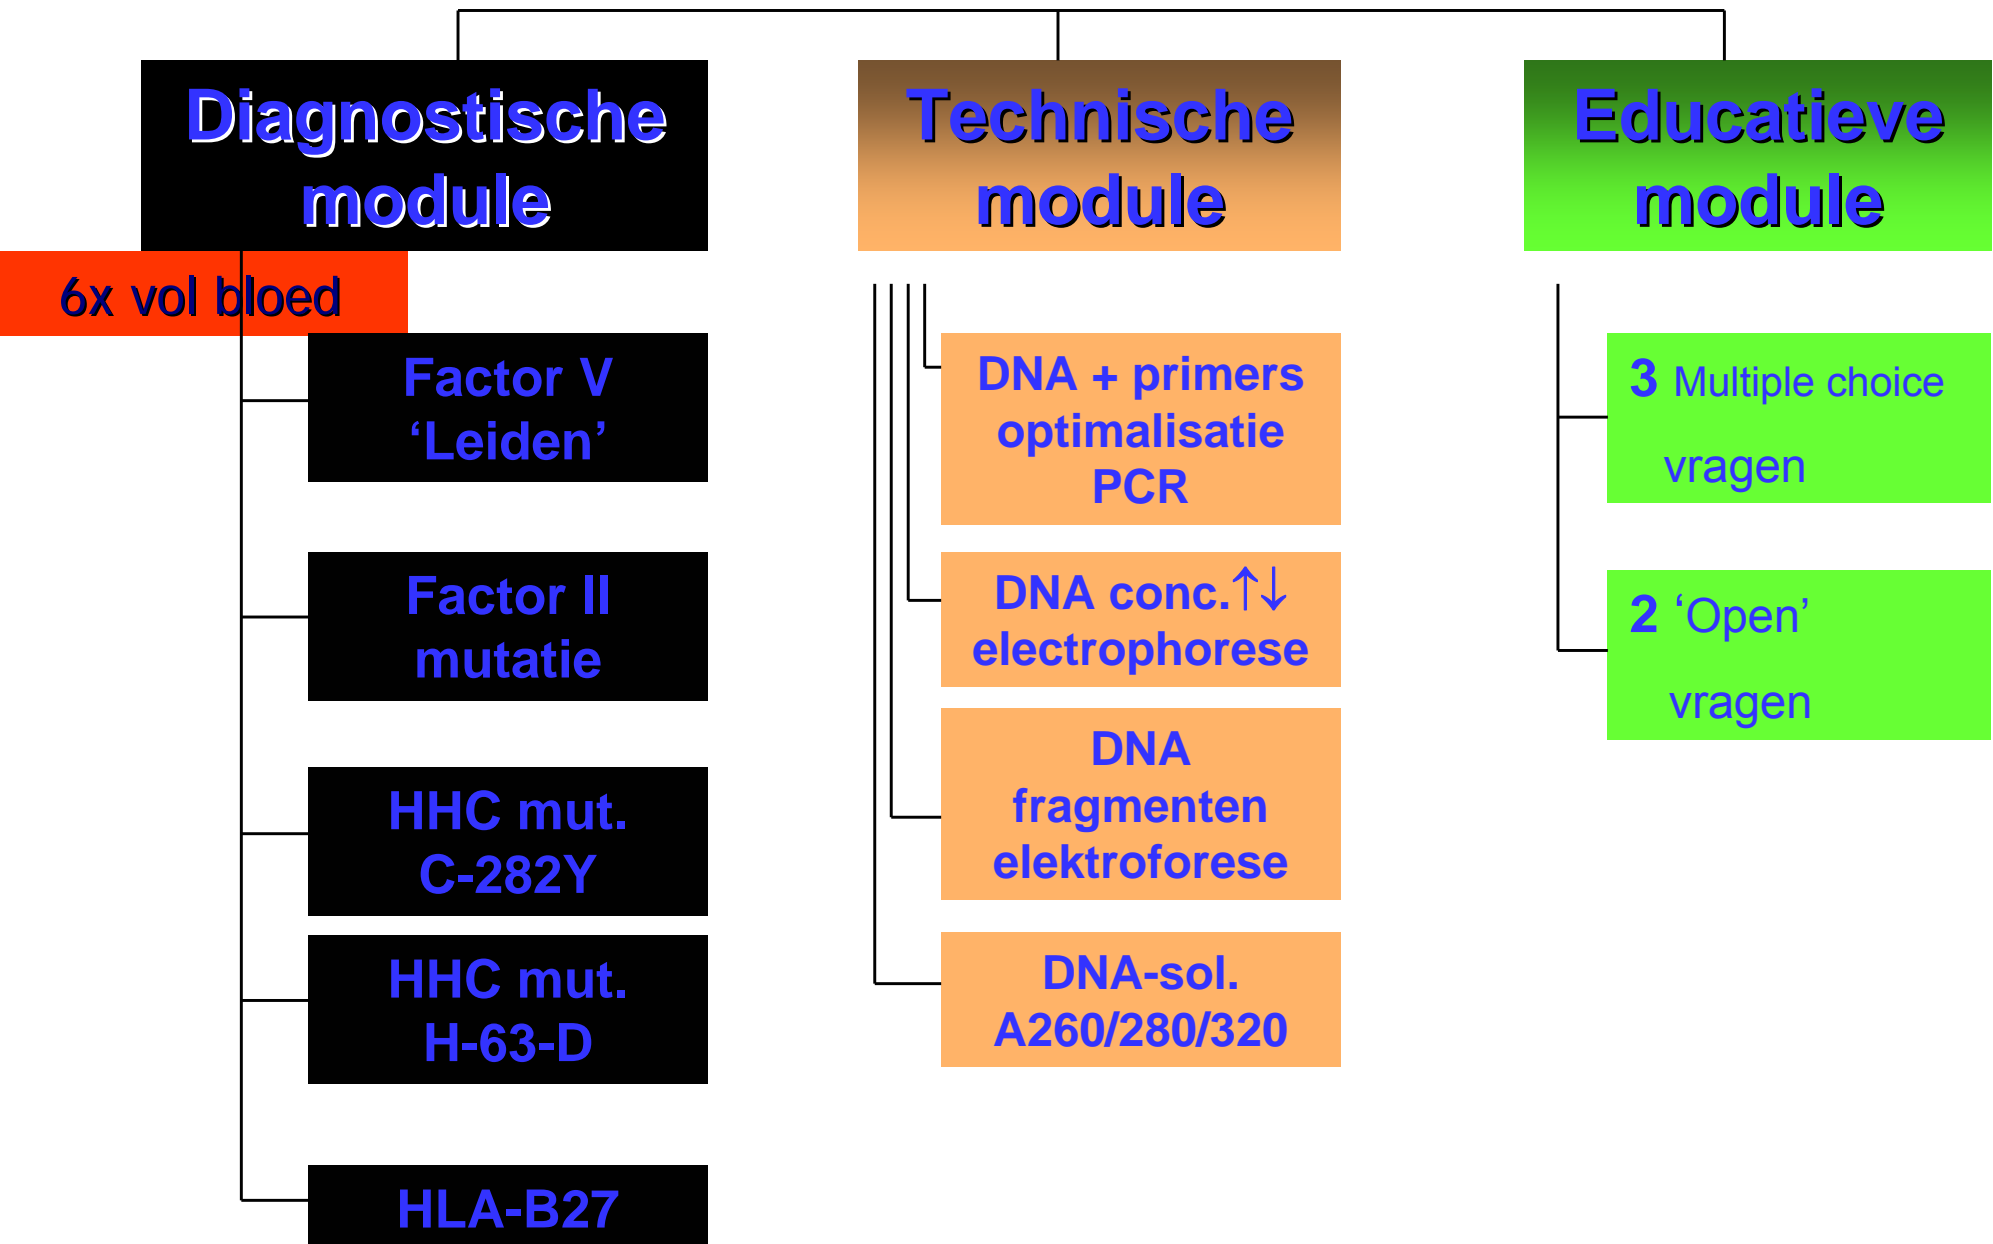 Diagnostische
module
6x vol bloed
Factor V
‘Leiden’
Factor II
mutatie
HHC mut.
C-282Y
HHC mut.
H-63-D
HLA-B27
Technische
module
DNA + primers
optimalisatie
PCR
DNA conc.↑↓
electrophorese
DNA
fragmenten
elektroforese
DNA-sol.
A260/280/320
Educatieve
module
3 Multiple choice
vragen
2 ‘Open’
vragen